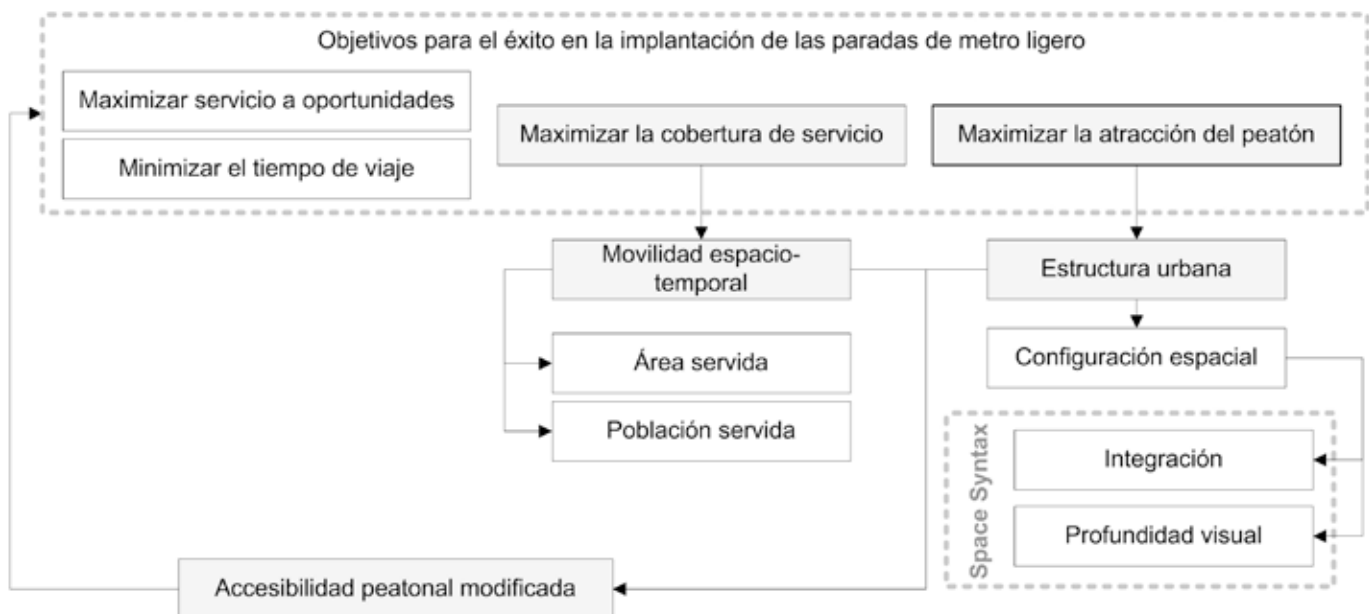 Objetivos para el éxito en la implantación de las paradas de metro ligero
Maximizar servicio a oportunidades
Minimizar el tiempo de viaje
Maximizar la cobertura de servicio
Maximizar la atracción del peatón
Movilidad espacio-
temporal
Estructura urbana
Área servida
Población servida
Configuración espacial
Space Syntax
Integración
Profundidad visual
Accesibilidad peatonal modificada